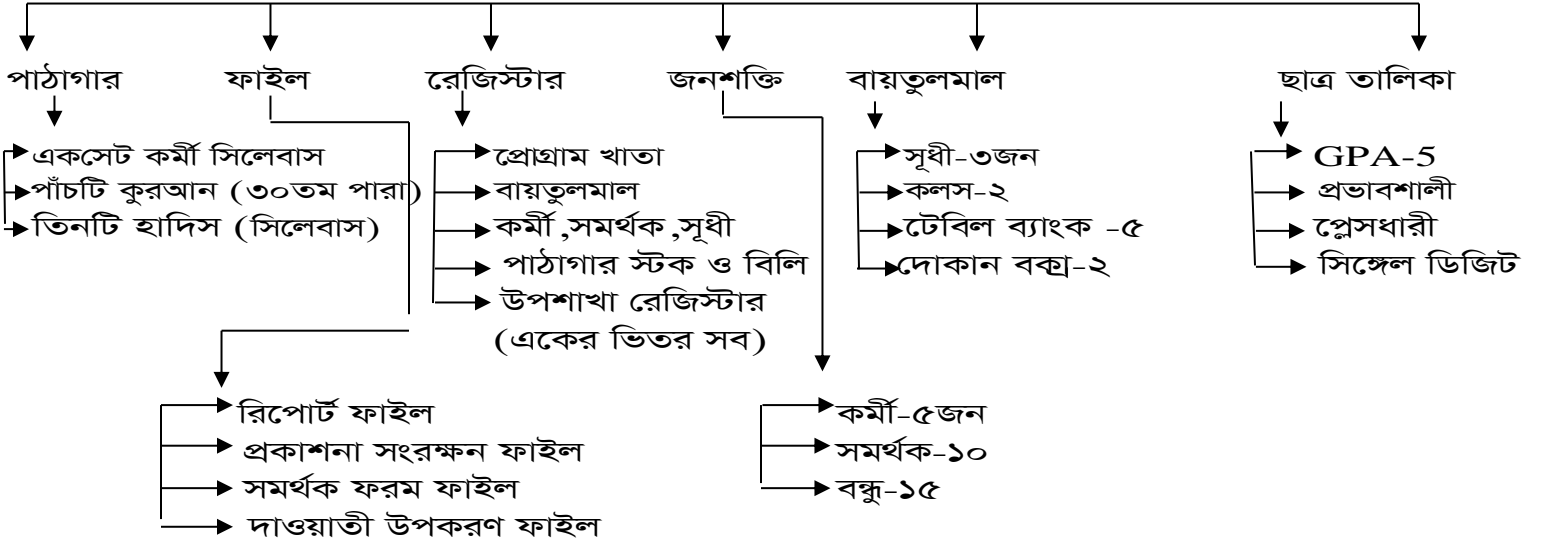 পাঠাগার
ফাইল
রেজিস্টার
জনশক্তি
বায়তুলমাল
ছাত্র তালিকা
একসেট কর্মী সিলেবাস
পাঁচটি কুরআন (৩০তম পারা)
তিনটি হাদিস (সিলেবাস)
প্রোগ্রাম খাতা
বায়তুলমাল
কর্মী,সমর্থক,সূধী
পাঠাগার স্টক ও বিলি
উপশাখা রেজিস্টার
(একের ভিতর সব)
সূধী-৩জন
কলস-২
টেবিল ব্যাংক -৫
দোকান বক্স-২
GPA-5
প্রভাবশালী
প্লেসধারী
সিঙ্গেল ডিজিট
রিপোর্ট ফাইল
প্রকাশনা সংরক্ষন ফাইল
সমর্থক ফরম ফাইল
দাওয়াতী উপকরণ ফাইল
কর্মী-৫জন
সমর্থক-১০
বন্ধু-১৫